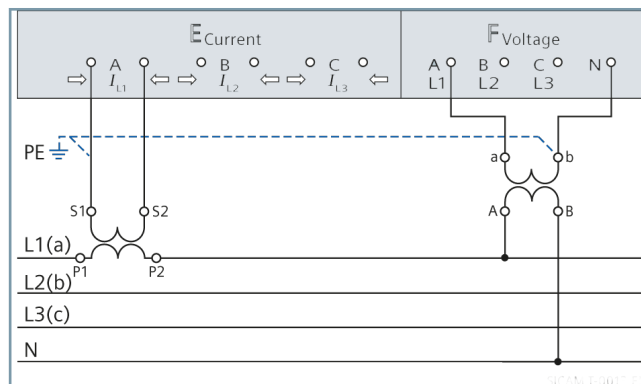 E Current F Voltage
A B C A B C N
I L1 I L2 I L3 L1 L2 L3
PE a b
S1 S2 A B
L1(a)
P1 P2
L2(b)
L3(c)
N